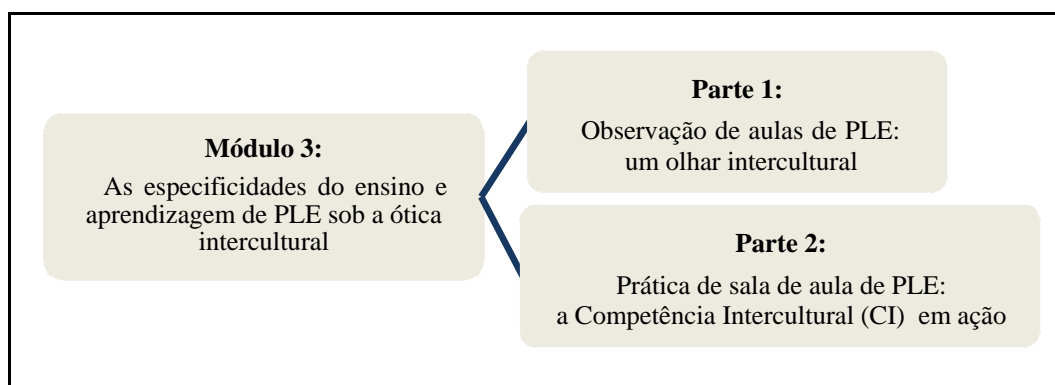 Módulo 3:
As especificidades do ensino e
aprendizagem de PLE sob a ótica
intercultural
Parte 1:
Observação de aulas de PLE:
um olhar intercultural
Parte 2:
Prática de sala de aula de PLE:
a Competência Intercultural (CI) em ação